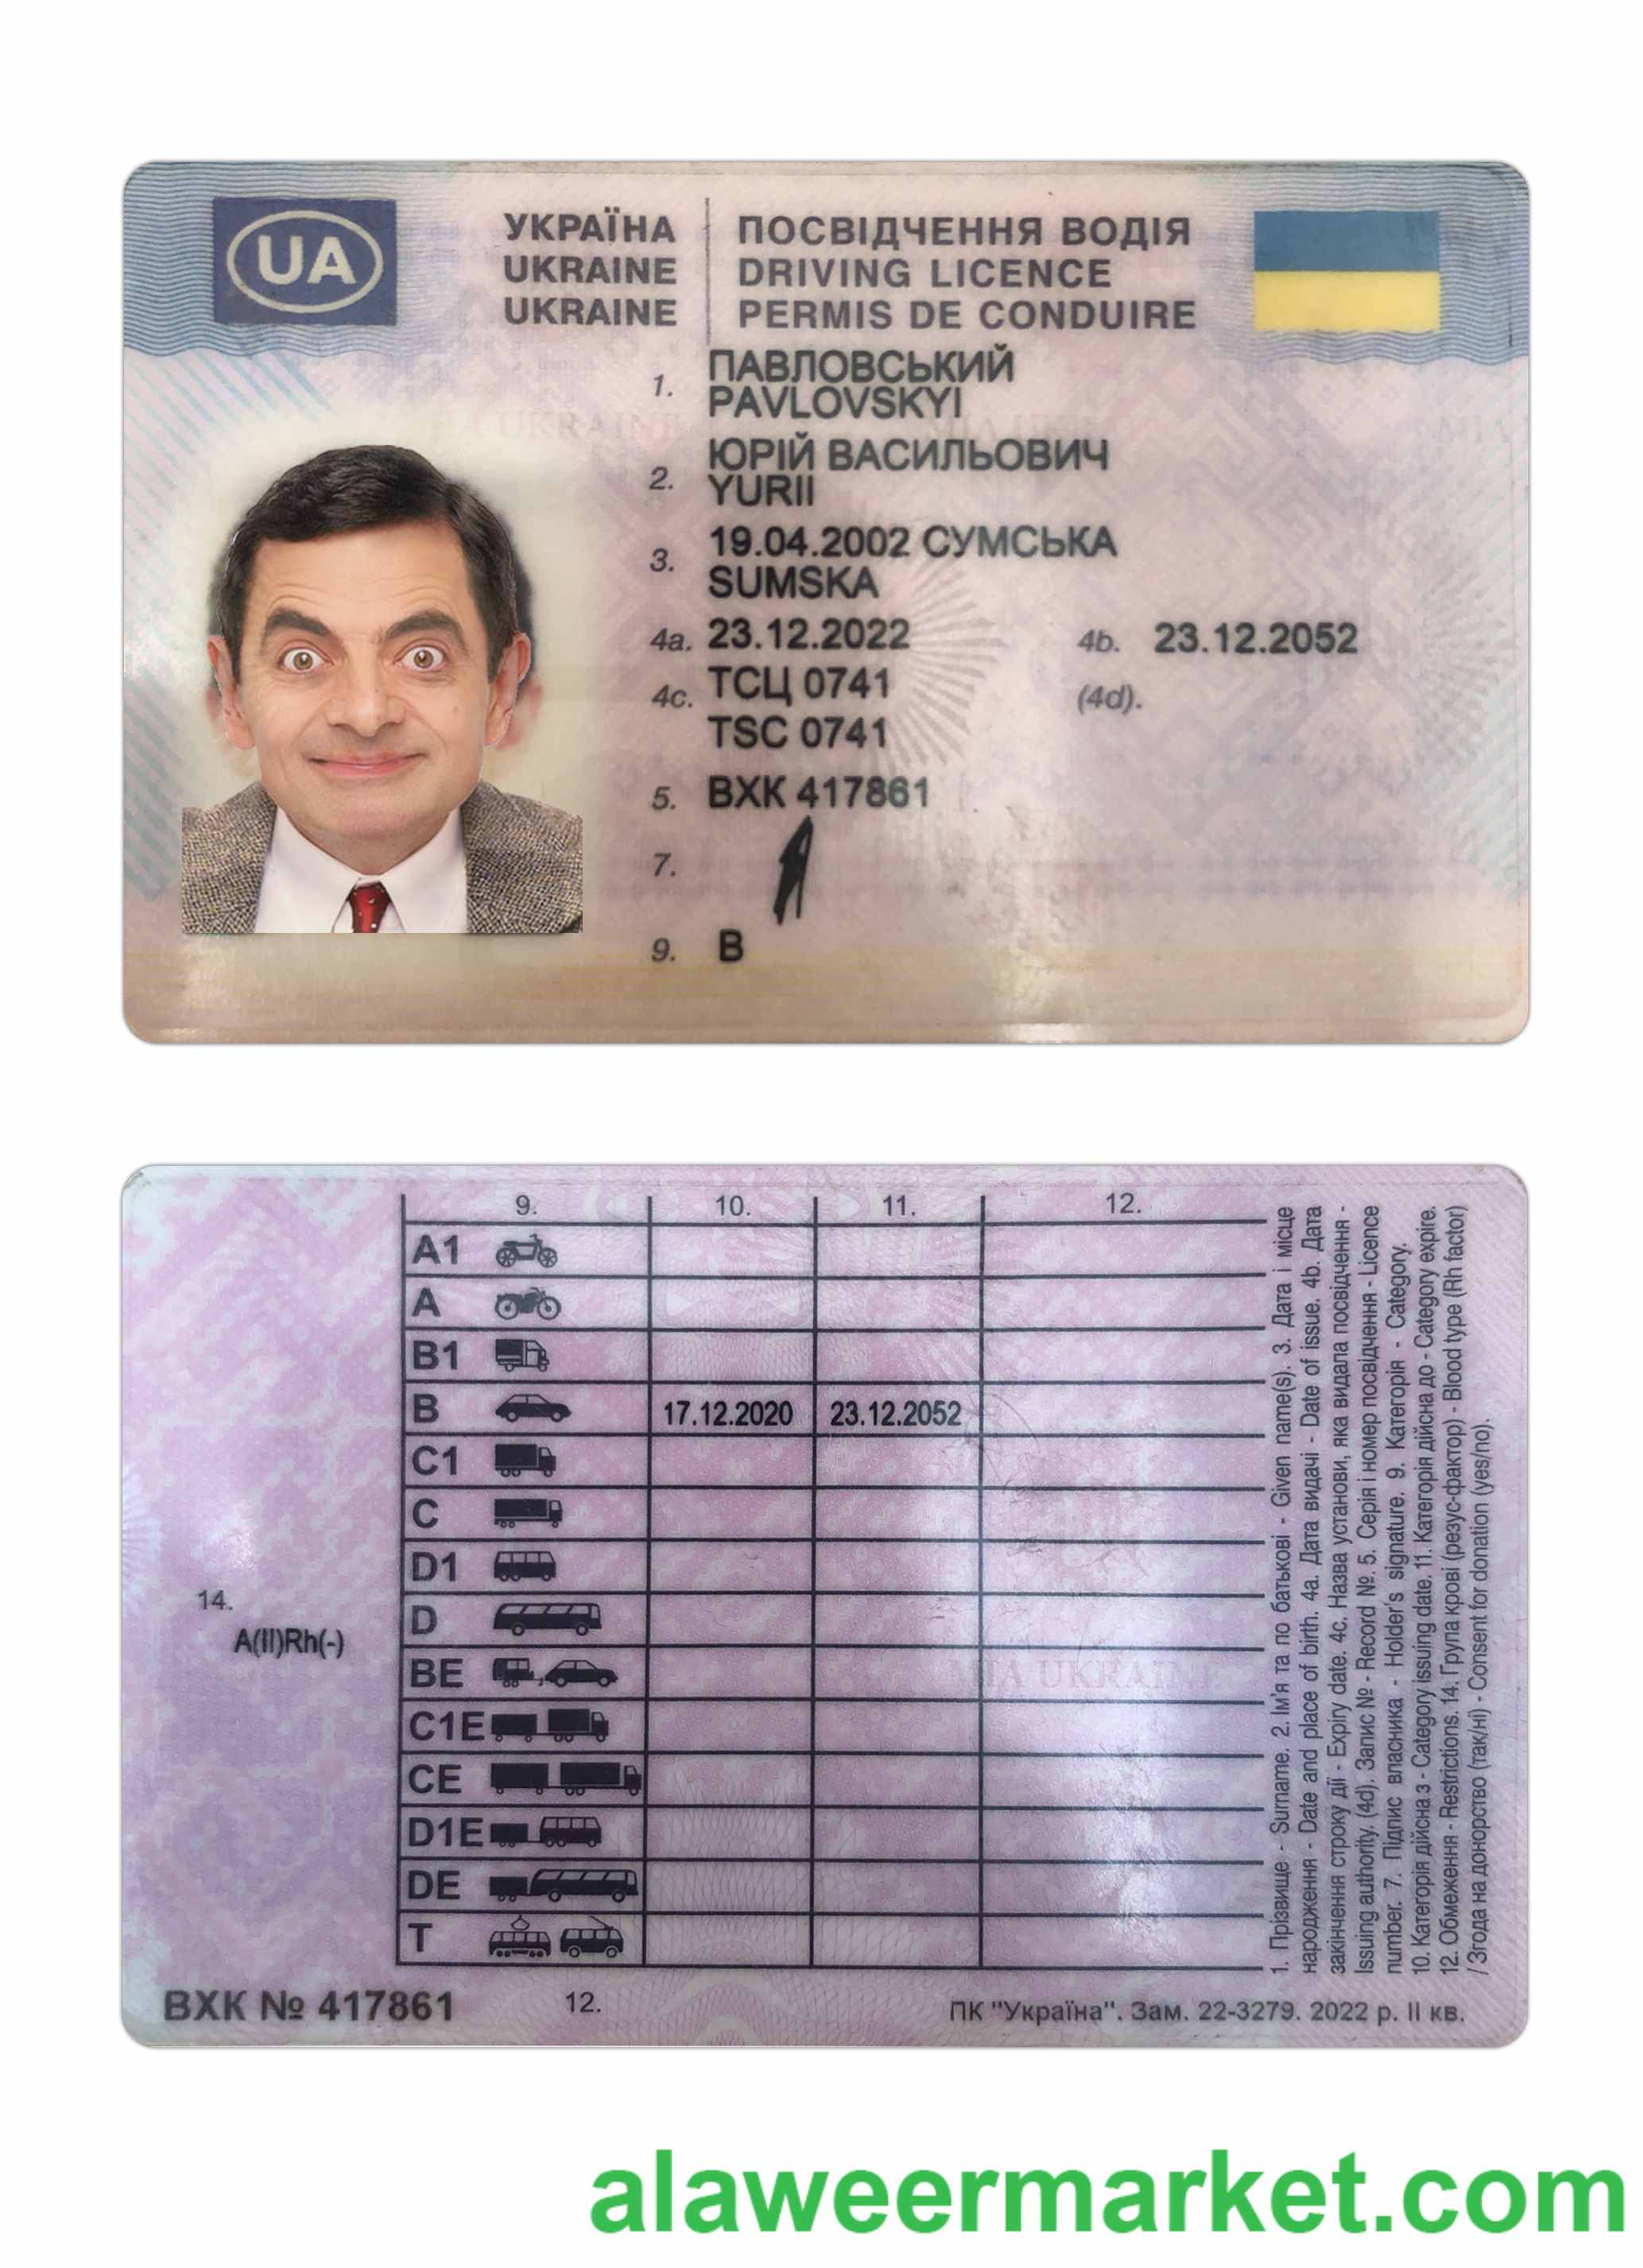 UA
УКРАЇНА
UKRAINE
UKRAINE
ПОСВІДЧЕННЯ ВОДІЯ
DRIVING LICENCE
PERMIS DE CONDUIRE
1. ПАВЛОВСЬКИЙ
PAVLOVSKYI
2. ЮРІЙ ВАСИЛЬОВИЧ
YURII
3. 19.04.2002 СУМСЬКА
SUMSKA
4a. 23.12.2022 4b. 23.12.2052
4c. ТСЦ 0741 (4d).
TSC 0741
5. ВХК 417861
7.
9. B
9. 10. 11. 12.
A1
A
B1
B 17.12.2020 23.12.2052
C1
C
D1
D
BE
C1E
CE
D1E
DE
T
14.
A(II)Rh(-)
MIA UKRAINE
1. Прізвище - Surname. 2. Ім'я та по батькові - Given name(s). 3. Дата і місце
народження - Date and place of birth. 4a. Дата видачі - Date of issue. 4b. Дата
закінчення строку дії - Expiry date. 4c. Назва установи, яка видала посвідчення -
Issuing authority. (4d). Запис № - Record №. 5. Серія і номер посвідчення - Licence
number. 7. Підпис власника - Holder's signature. 9. Категорія - Category.
10. Категорія дійсна з - Category issuing date. 11. Категорія дійсна до - Category expire.
12. Обмеження - Restrictions. 14. Група крові (резус-фактор) - Blood type (Rh factor)
/ Згода на донорство (так/ні) - Consent for donation (yes/no).
ВХК № 417861 12. ПК "Україна". Зам. 22-3279. 2022 р. II кв.
alaweermarket.com